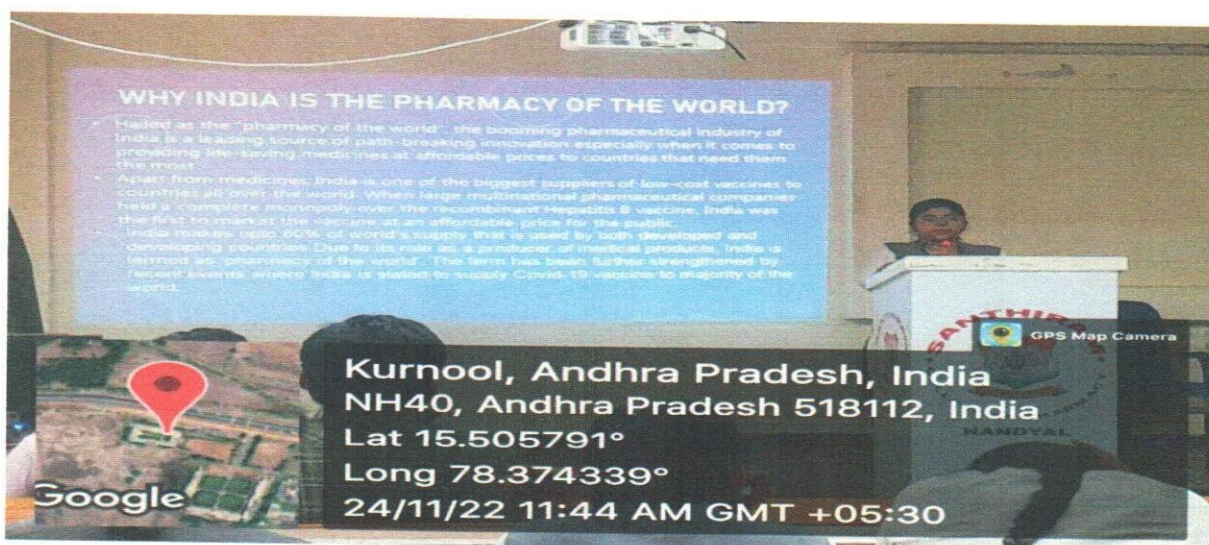 WHY INDIA IS THE PHARMACY OF THE WORLD?
• Hailed as the "pharmacy of the world", the booming pharmaceutical industry of
India is a leading source of path-breaking innovation especially when it comes to
providing life-saving medicines at affordable prices to countries that need them
the most.
• Apart from medicines, India is one of the biggest suppliers of low-cost vaccines to
countries all over the world. When large multinational pharmaceutical companies
held a complete monopoly over the recombinant Hepatitis B vaccine, India was
the first to market the vaccine at an affordable price for the public.
• India makes upto 60% of world's supply that is used by both developed and
developing countries. Due to its role as a producer of medical products, India is
termed as 'pharmacy of the world'. The term has been further strengthened by
recent events where India is slated to supply Covid-19 vaccine to majority of the
world.
SANTHIRAM
NANDYAL
GPS Map Camera
Kurnool, Andhra Pradesh, India
NH40, Andhra Pradesh 518112, India
Lat 15.505791°
Long 78.374339°
24/11/22 11:44 AM GMT +05:30
Google